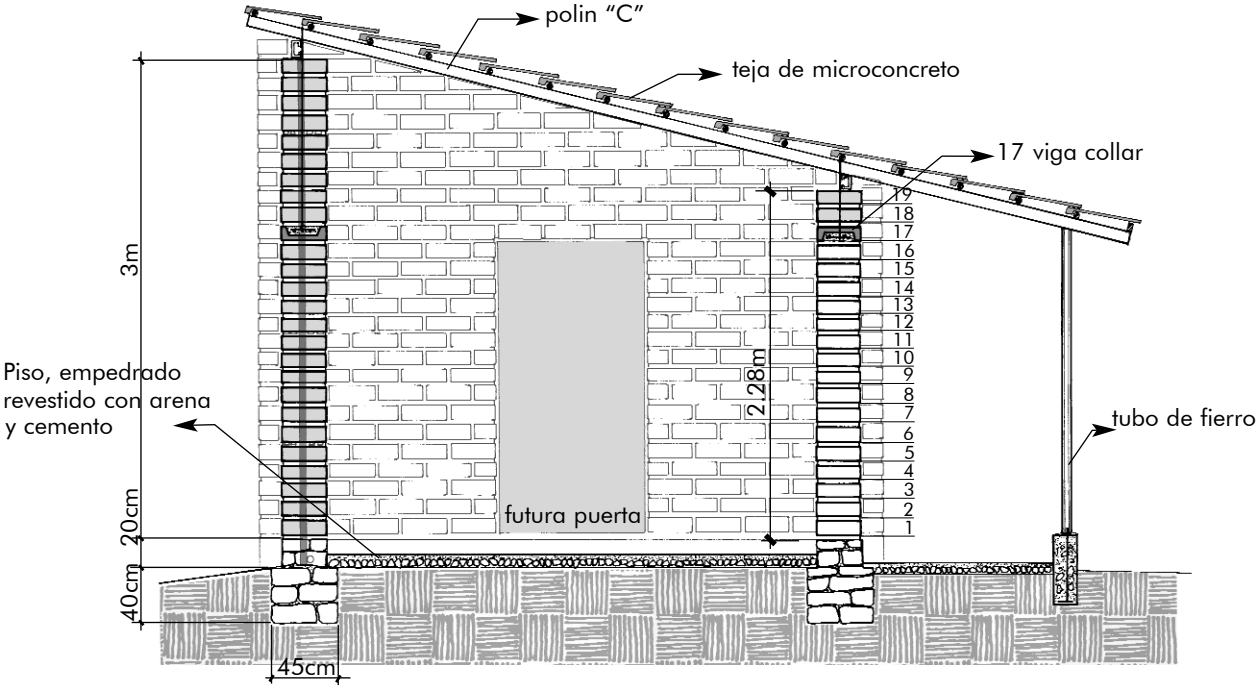 polin “C”
teja de microconcreto
17 viga collar
19
18
17
16
15
14
13
12
11
10
9
8
7
6
5
4
3
2
1
3m
2.28m
Piso, empedrado
revestido con arena
y cemento
tubo de fierro
futura puerta
20cm
40cm
45cm